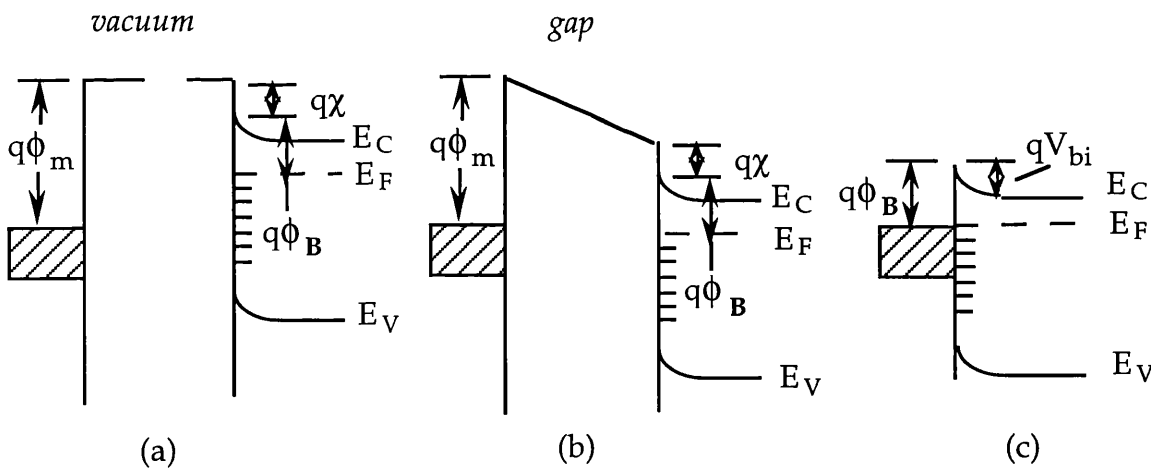 vacuum
gap
qϕm
qχ
EC
EF
qϕB
EV
qϕm
qχ
EC
EF
qϕB
EV
qVbi
qϕB
EC
EF
EV
(a)
(b)
(c)